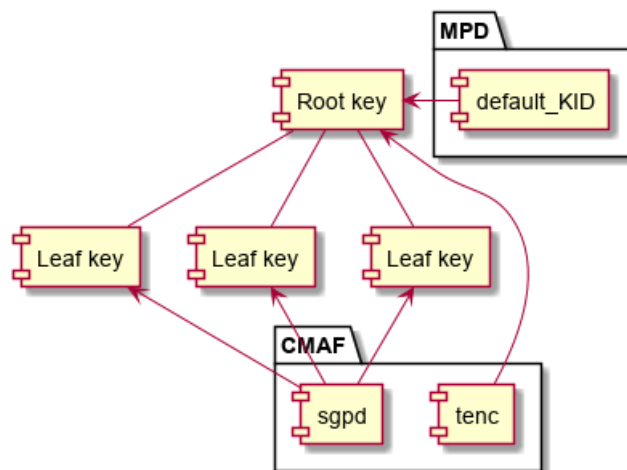 MPD
Root key
default_KID
Leaf key
Leaf key
Leaf key
CMAF
sgpd
tenc